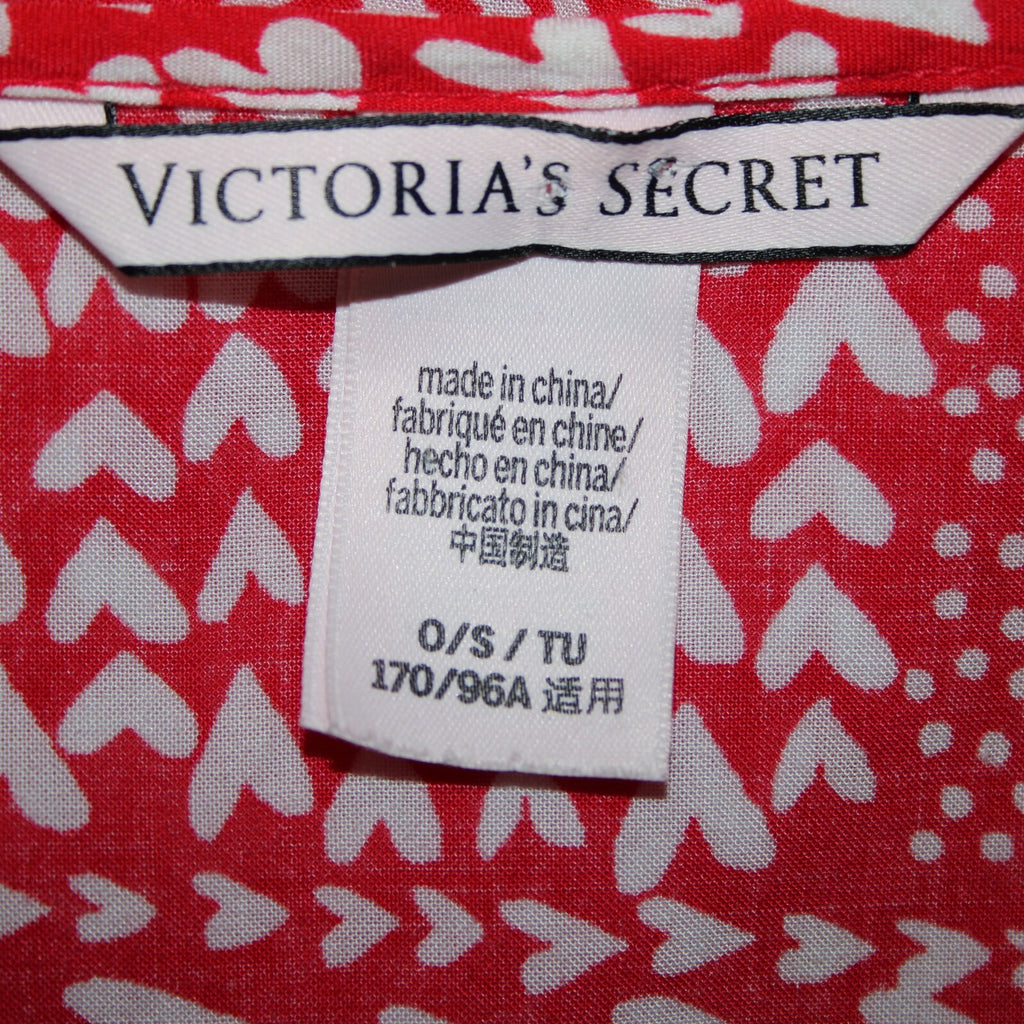 VICTORIA'S SECRET
made in china/
fabriqué en chine/
hecho en china/
fabbricato in cina/
中国制造
O/S / TU
170/96A 适用